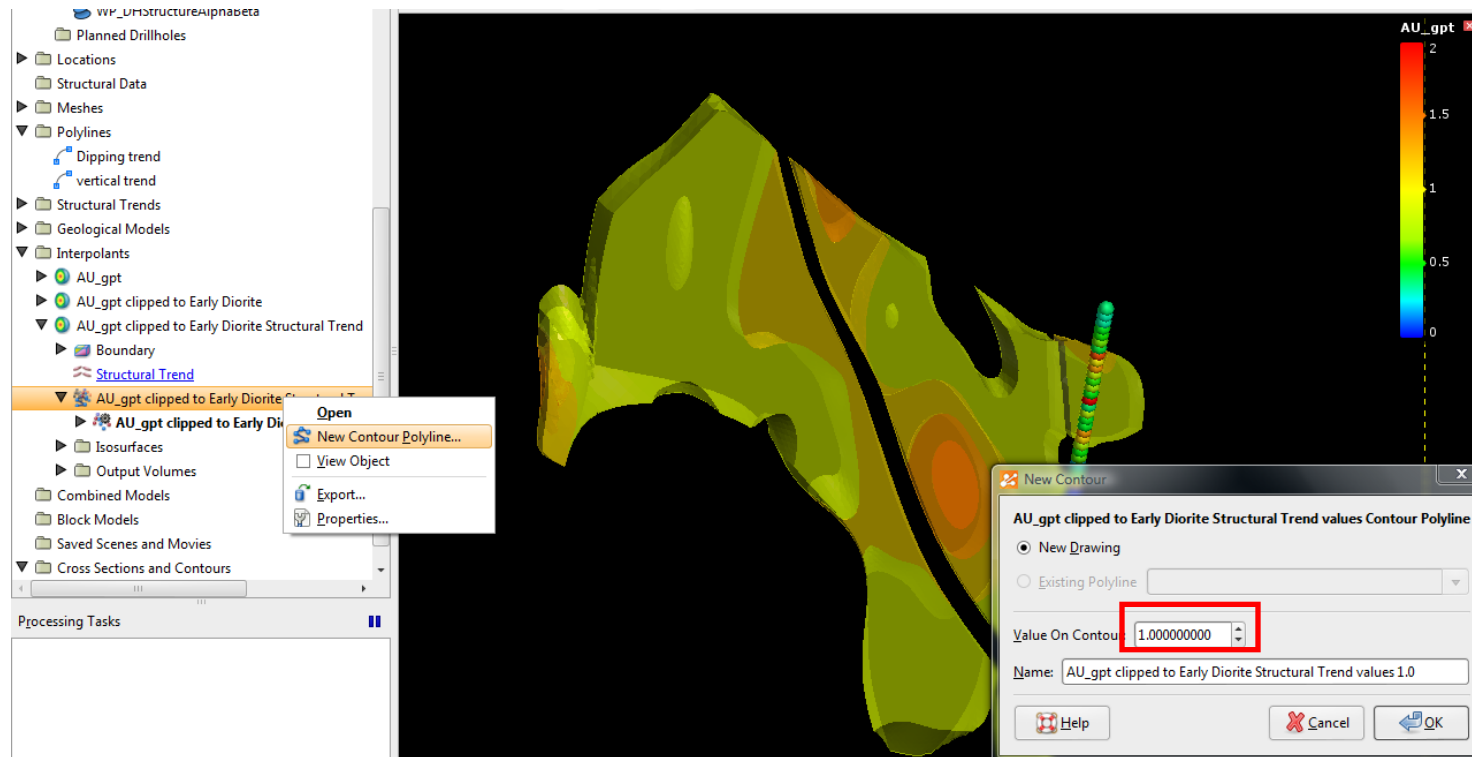 WP_DHStructureAlphaBeta
Planned Drillholes
Locations
Structural Data
Meshes
Polylines
Dipping trend
vertical trend
Structural Trends
Geological Models
Interpolants
AU_gpt
AU_gpt clipped to Early Diorite
AU_gpt clipped to Early Diorite Structural Trend
Boundary
Structural Trend
AU_gpt clipped to Early Diorite
AU_gpt clipped to Early
Isosurfaces
Output Volumes
Combined Models
Block Models
Saved Scenes and Movies
Cross Sections and Contours
Processing Tasks
Open
New Contour Polyline...
View Object
Export...
Properties...
AU_gpt
2
1.5
1
0.5
0
New Contour
AU_gpt clipped to Early Diorite Structural Trend values Contour Polyline
New Drawing
Existing Polyline
Value On Contour
1.000000000
Name: AU_gpt clipped to Early Diorite Structural Trend values 1.0
Help
Cancel
OK